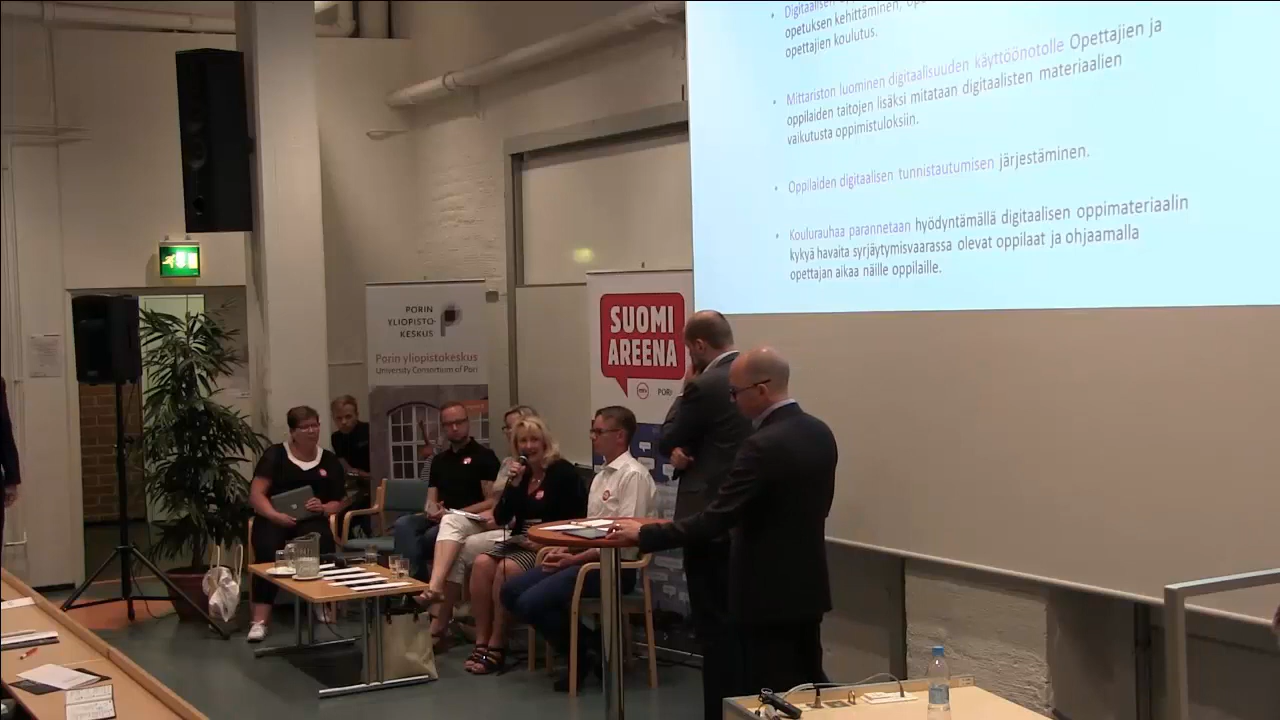 • Digitaalisen
opetuksen kehittäminen,
opettajien koulutus.
• Mittariston luominen digitaalisuuden käyttöönotolle Opettajien ja
oppilaiden taitojen lisäksi mitataan digitaalisten materiaalien
vaikutusta oppimistuloksiin.
• Oppilaiden digitaalisen tunnistautumisen järjestäminen.
• Koulurauhaa parannetaan hyödyntämällä digitaalisen oppimateriaalin
kykyä havaita syrjäytymisvaarassa olevat oppilaat ja ohjaamalla
opettajan aikaa näille oppilaille.
PORIN
YLIOPISTO-
KESKUS
Porin yliopistokeskus
University Consortium of Pori
SUOMI
AREENA
PORI